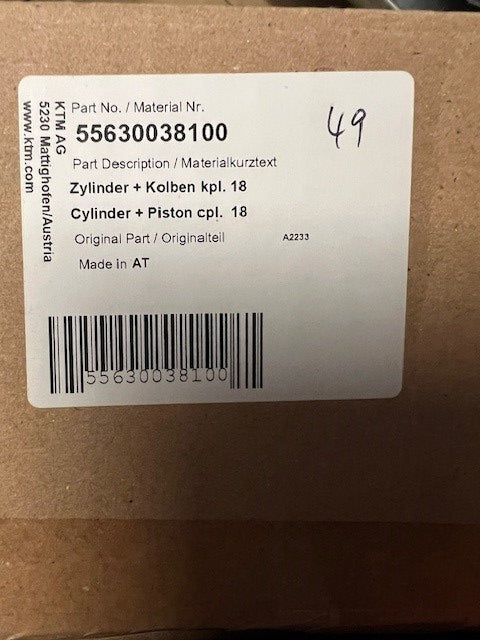 KTM AG
5230 Mattighofen/Austria
www.ktm.com
Part No. / Material Nr.
55630038100
49
Part Description / Materialkurztext
Zylinder + Kolben kpl. 18
Cylinder + Piston cpl. 18
Original Part / Originalteil A2233
Made in AT
55630038100